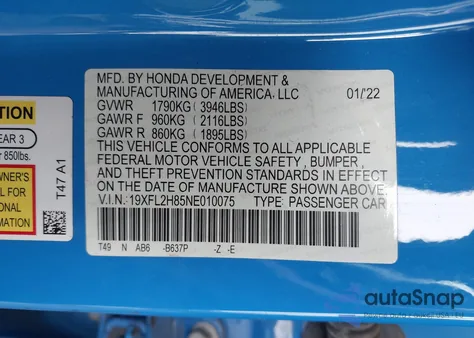 MFD. BY HONDA DEVELOPMENT &
MANUFACTURING OF AMERICA, LLC 01/'22
GVWR 1790KG (3946LBS)
GAWR F 960KG (2116LBS)
GAWR R 860KG (1895LBS)
THIS VEHICLE CONFORMS TO ALL APPLICABLE
FEDERAL MOTOR VEHICLE SAFETY , BUMPER ,
AND THEFT PREVENTION STANDARDS IN EFFECT
ON THE DATE OF MANUFACTURE SHOWN ABOVE.
V.I.N.: 19XFL2H85NE010075 TYPE: PASSENGER CAR
T49 N AB6 -B637P -Z -E
TION
EAR 3
r 850lbs.
WNER'S
L FOR
ONAL
MATION
T47 A1
autoSnap